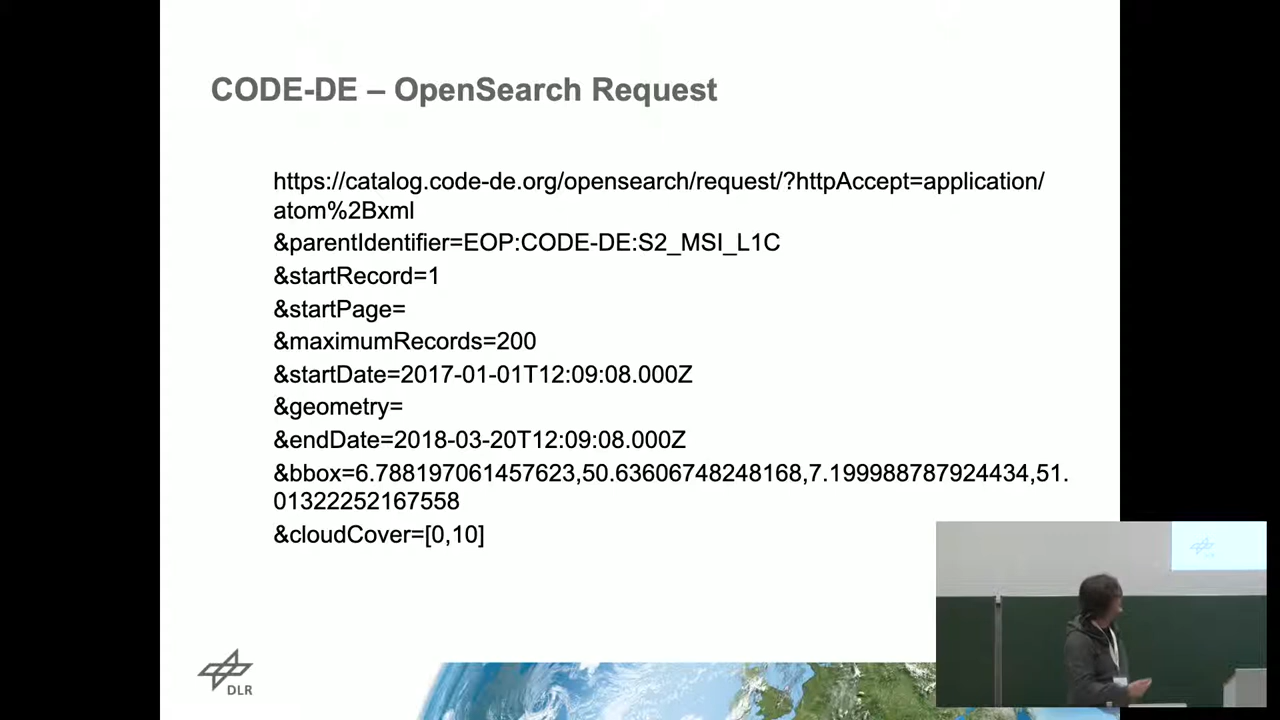 CODE-DE – OpenSearch Request
https://catalog.code-de.org/opensearch/request/?httpAccept=application/
atom%2Bxml
&parentIdentifier=EOP:CODE-DE:S2_MSI_L1C
&startRecord=1
&startPage=
&maximumRecords=200
&startDate=2017-01-01T12:09:08.000Z
&geometry=
&endDate=2018-03-20T12:09:08.000Z
&bbox=6.788197061457623,50.63606748248168,7.199988787924434,51.
01322252167558
&cloudCover=[0,10]
DLR